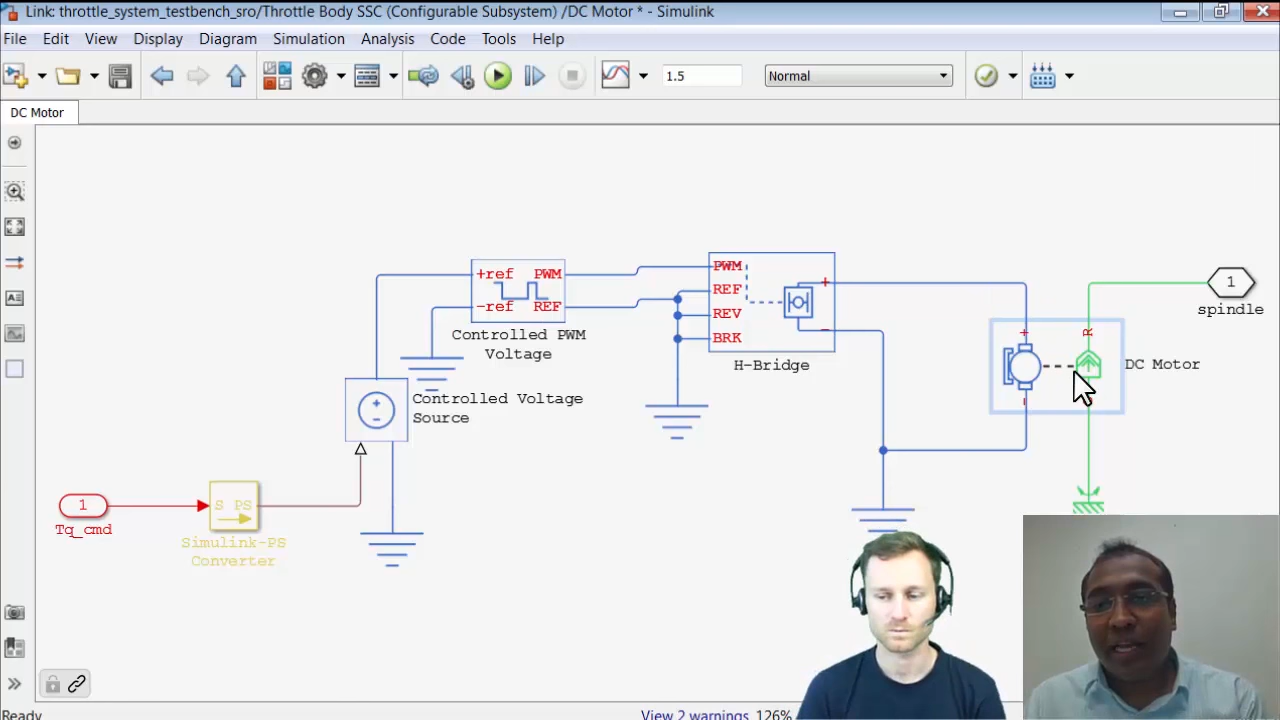 Link: throttle_system_testbench_sro/Throttle Body SSC (Configurable Subsystem) /DC Motor * - Simulink
File Edit View Display Diagram Simulation Analysis Code Tools Help
1.5 Normal
DC Motor
+ref PWM
-ref REF
Controlled PWM
Voltage
PWM
REF
REV
BRK
+
-
H-Bridge
1
spindle
+ R
-
DC Motor
Controlled Voltage
Source
1
Tq_cmd
S PS
Simulink-PS
Converter
Ready View 2 warnings 126%